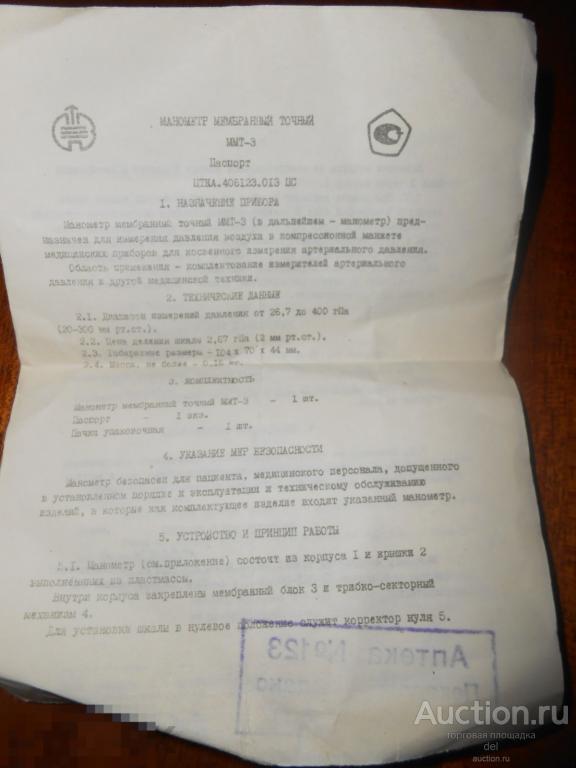 МАНОМЕТР МЕМБРАННЫЙ ТОЧНЫЙ
ММТ-3
Паспорт
ЦТКА.406123.013 ПС
1. НАЗНАЧЕНИЕ ПРИБОРА
Манометр мембранный точный ММТ-3 (в дальнейшем - манометр) пред-
назначен для измерения давления воздуха в компрессионной манжете
медицинских приборов для косвенного измерения артериального давления.
Область применения - комплектование измерителей артериального
давления и другой медицинской техники.
2. ТЕХНИЧЕСКИЕ ДАННЫЕ
2.1. Диапазон измерений давления от 26,7 до 400 гПа
(20-300 мм рт.ст.).
2.2. Цена деления шкалы 2,67 гПа (2 мм рт.ст.).
2.3. Габаритные размеры - 104 х 70 х 44 мм.
2.4. Масса, не более - 0,18 кг.
3. КОМПЛЕКТНОСТЬ
Манометр мембранный точный ММТ-3 - 1 шт.
Паспорт - 1 экз.
Пачка упаковочная - 1 шт.
4. УКАЗАНИЕ МЕР БЕЗОПАСНОСТИ
Манометр безопасен для пациента, медицинского персонала, допущенного
в установленном порядке к эксплуатации и техническому обслуживанию
изделий, в которые как комплектующее изделие входит указанный манометр.
5. УСТРОЙСТВО И ПРИНЦИП РАБОТЫ
5.1. Манометр (см.приложение) состоит из корпуса 1 и крышки 2
выполненных из пластмассы.
Внутри корпуса закреплены мембранный блок 3 и трибко-секторный
механизм 4.
Для установки шкалы в нулевое положение служит корректор нуля 5.
Аптека №123
Auction.ru
торговая площадка
del
auction.ru